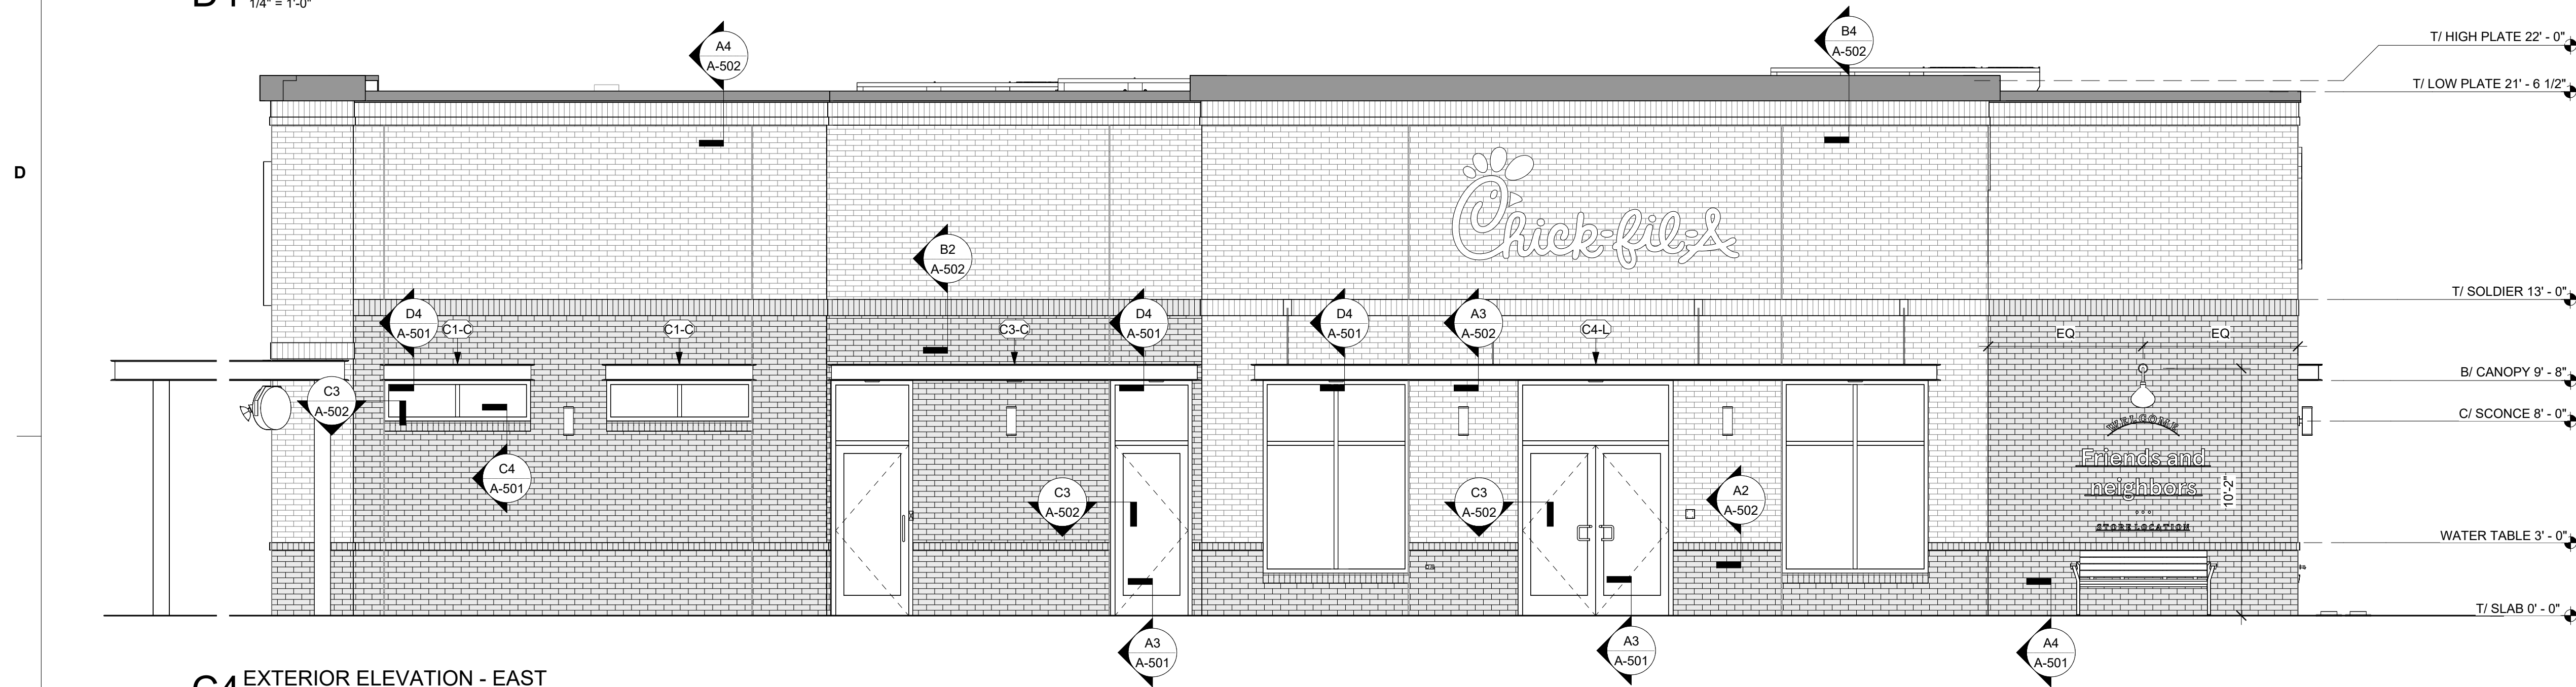 1/4" = 1'-0"
A4
A-502
B4
A-502
T/ HIGH PLATE 22' - 0"
T/ LOW PLATE 21' - 6 1/2"
D
Chick-fil-A
B2
A-502
T/ SOLDIER 13' - 0"
D4
A-501
C1-C
C1-C
C3-C
D4
A-501
D4
A-501
A3
A-502
C4-L
EQ
EQ
B/ CANOPY 9' - 8"
C3
A-502
C/ SCONCE 8' - 0"
WELCOME
Friends and
neighbors
STORE LOCATION
10'-2"
C4
A-501
C3
A-502
C3
A-502
A2
A-502
WATER TABLE 3' - 0"
T/ SLAB 0' - 0"
A3
A-501
A3
A-501
A4
A-501
EXTERIOR ELEVATION - EAST